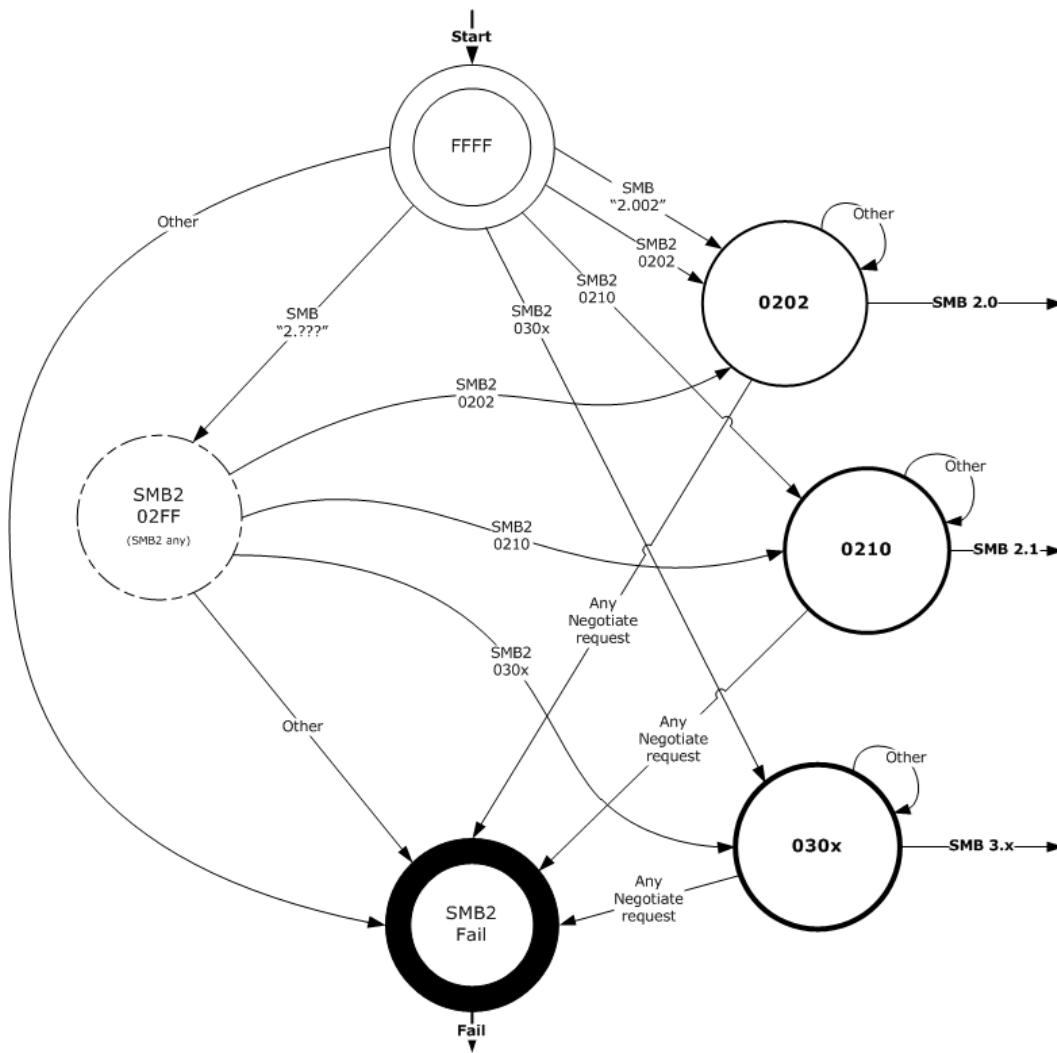 Start
FFFF
SMB
“2.002”
Other
Other
SMB2
0202
SMB2
0210
SMB2
030x
0202
SMB 2.0
SMB
“2.???”
SMB2
0202
Other
SMB2
02FF
(SMB2 any)
SMB2
0210
0210
SMB 2.1
Any
Negotiate
request
SMB2
030x
Other
Any
Negotiate
request
Other
030x
SMB 3.x
Any
Negotiate
request
SMB2
Fail
Fail